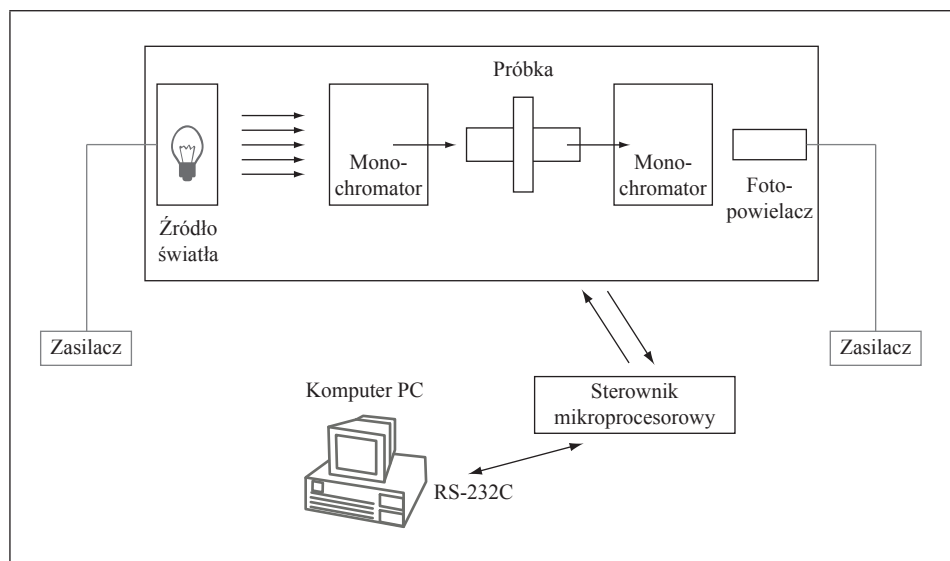 Próbka
Mono-
chromator
Mono-
chromator
Foto-
powielacz
Źródło
światła
Zasilacz
Zasilacz
Komputer PC
Sterownik
mikroprocesorowy
RS-232C